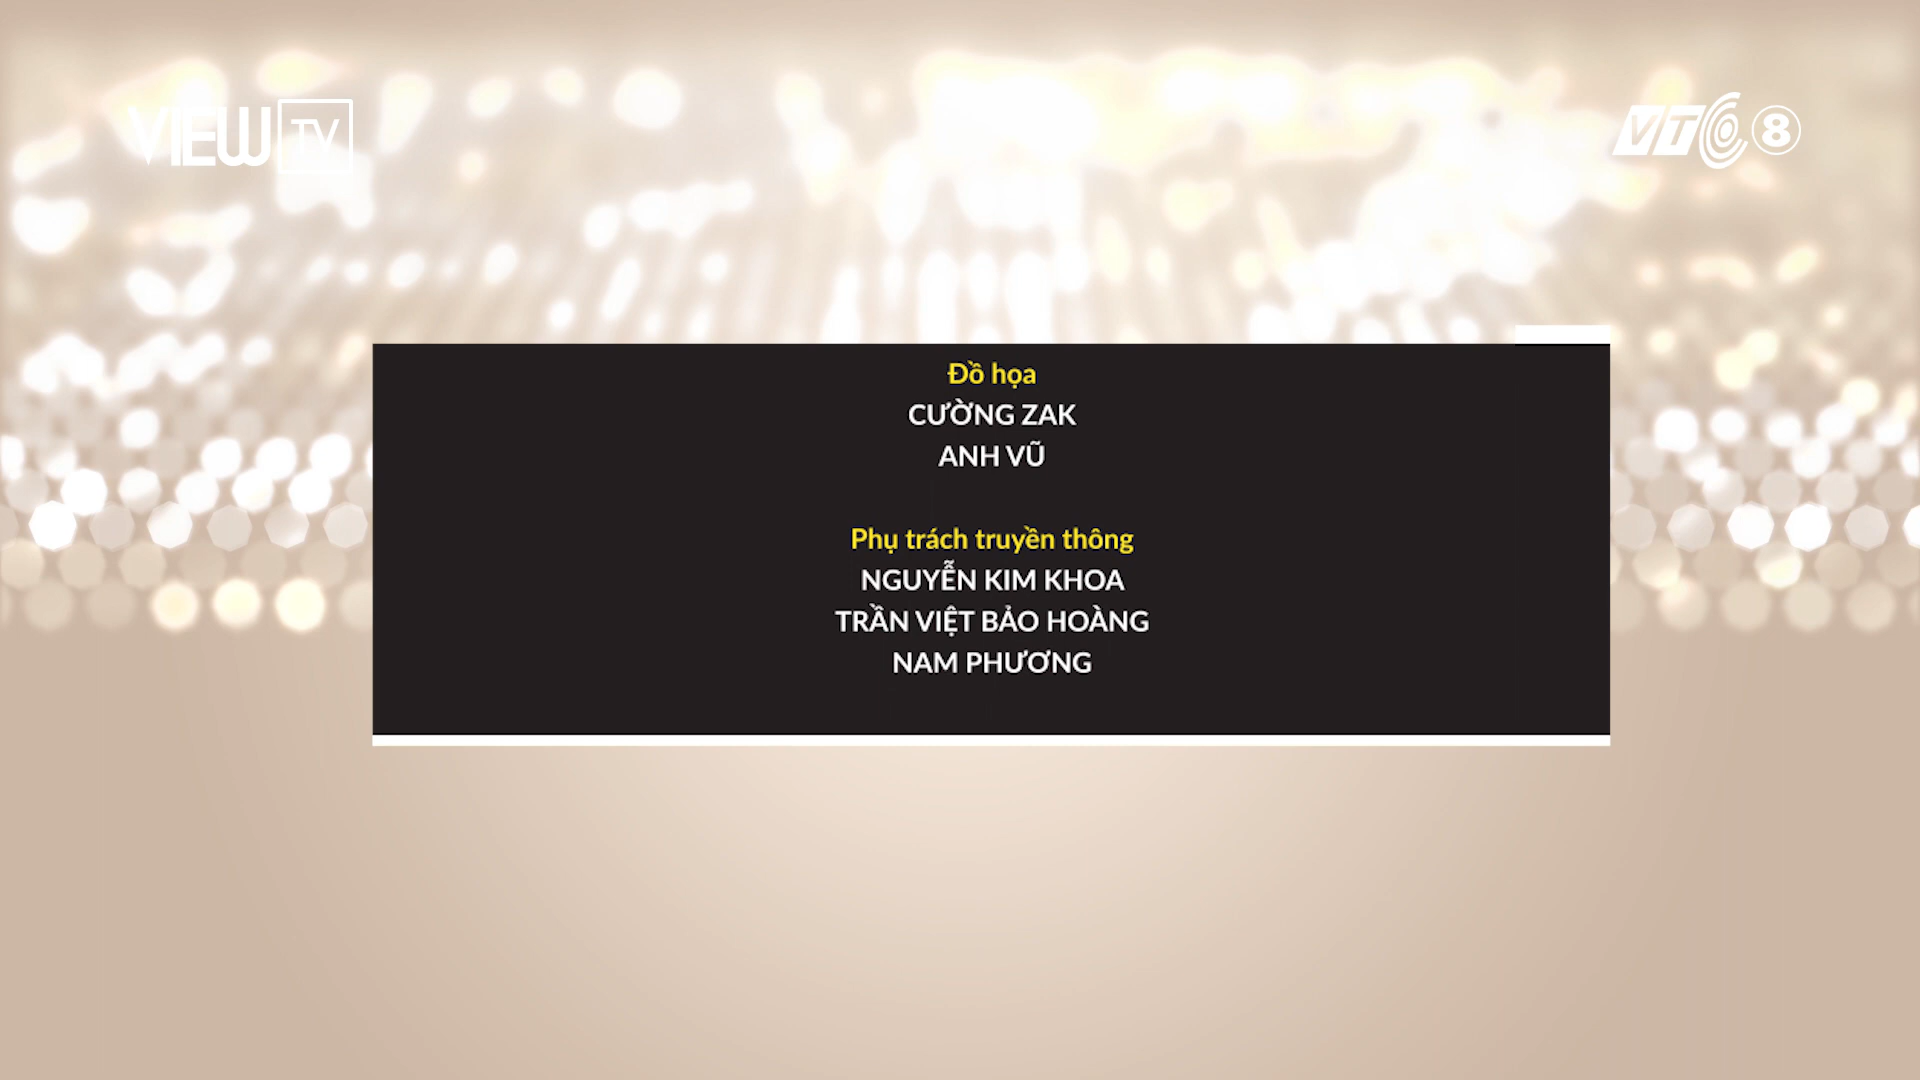 VIEW TV
VTC 8
Đồ họa
CƯỜNG ZAK
ANH VŨ
Phụ trách truyền thông
NGUYỄN KIM KHOA
TRẦN VIỆT BẢO HOÀNG
NAM PHƯƠNG